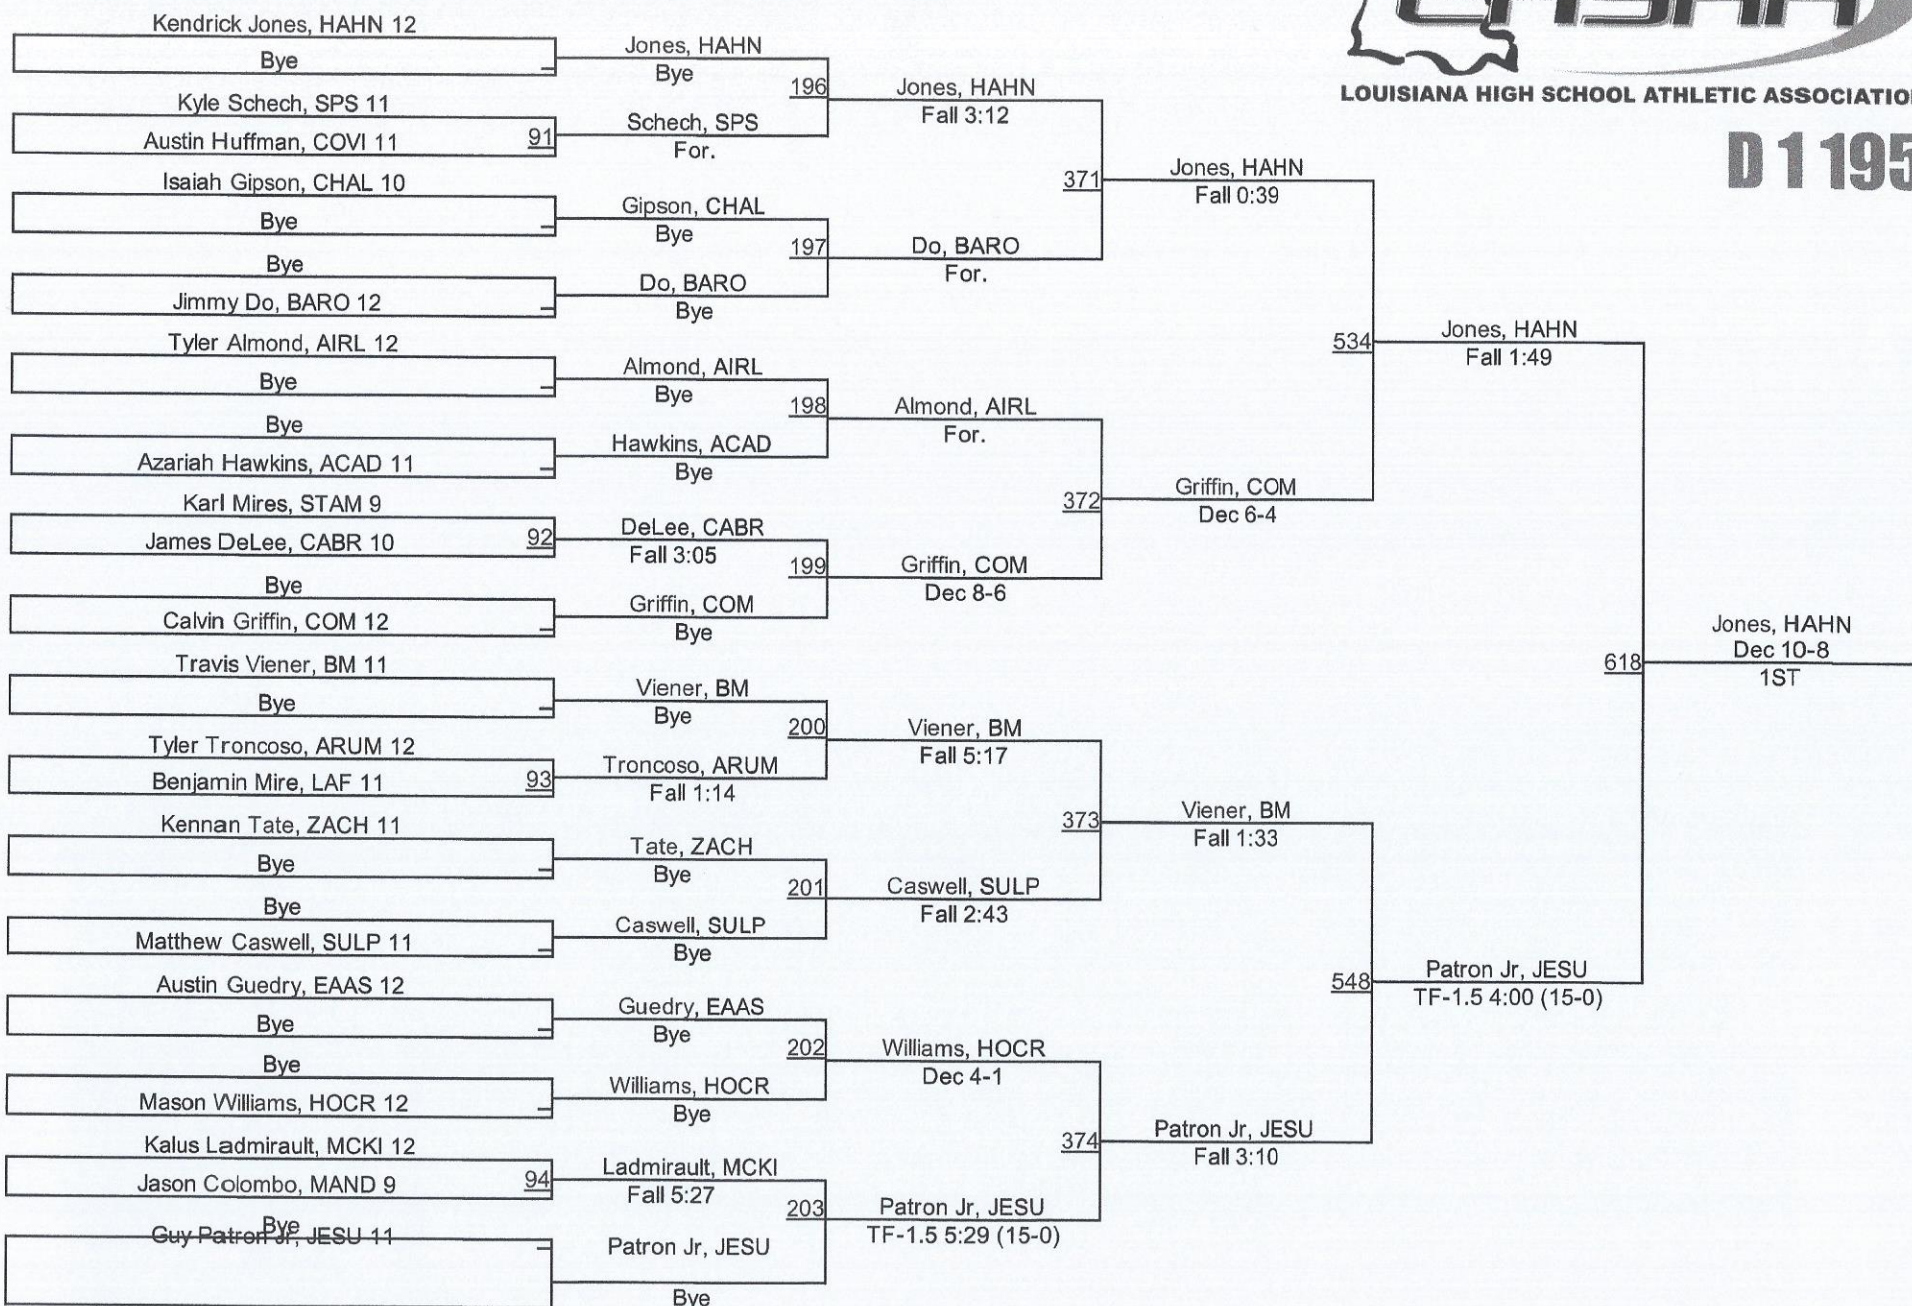 LHSAA
LOUISIANA HIGH SCHOOL ATHLETIC ASSOCIATION
D 1 195
Kendrick Jones, HAHN 12
Bye
Kyle Schech, SPS 11
Austin Huffman, COVI 11
91
Isaiah Gipson, CHAL 10
Bye
Bye
Jimmy Do, BARO 12
Tyler Almond, AIRL 12
Bye
Bye
Azariah Hawkins, ACAD 11
Karl Mires, STAM 9
James DeLee, CABR 10
92
Bye
Calvin Griffin, COM 12
Travis Viener, BM 11
Bye
Tyler Troncoso, ARUM 12
Benjamin Mire, LAF 11
93
Kennan Tate, ZACH 11
Bye
Bye
Matthew Caswell, SULP 11
Austin Guedry, EAAS 12
Bye
Bye
Mason Williams, HOCR 12
Kalus Ladmirault, MCKI 12
Jason Colombo, MAND 9
94
Bye
Guy Patron Jr, JESU 11
Jones, HAHN
Bye
196
Schech, SPS
For.
Gipson, CHAL
Bye
197
Do, BARO
Bye
Almond, AIRL
Bye
198
Hawkins, ACAD
Bye
DeLee, CABR
Fall 3:05
199
Griffin, COM
Bye
Viener, BM
Bye
200
Troncoso, ARUM
Fall 1:14
Tate, ZACH
Bye
201
Caswell, SULP
Bye
Guedry, EAAS
Bye
202
Williams, HOCR
Bye
Ladmirault, MCKI
Fall 5:27
203
Patron Jr, JESU
Bye
Jones, HAHN
Fall 3:12
371
Do, BARO
For.
Almond, AIRL
For.
372
Griffin, COM
Dec 8-6
Viener, BM
Fall 5:17
373
Caswell, SULP
Fall 2:43
Williams, HOCR
Dec 4-1
374
Patron Jr, JESU
TF-1.5 5:29 (15-0)
Jones, HAHN
Fall 0:39
534
Griffin, COM
Dec 6-4
Viener, BM
Fall 1:33
548
Patron Jr, JESU
Fall 3:10
Jones, HAHN
Fall 1:49
618
Patron Jr, JESU
TF-1.5 4:00 (15-0)
Jones, HAHN
Dec 10-8
1ST